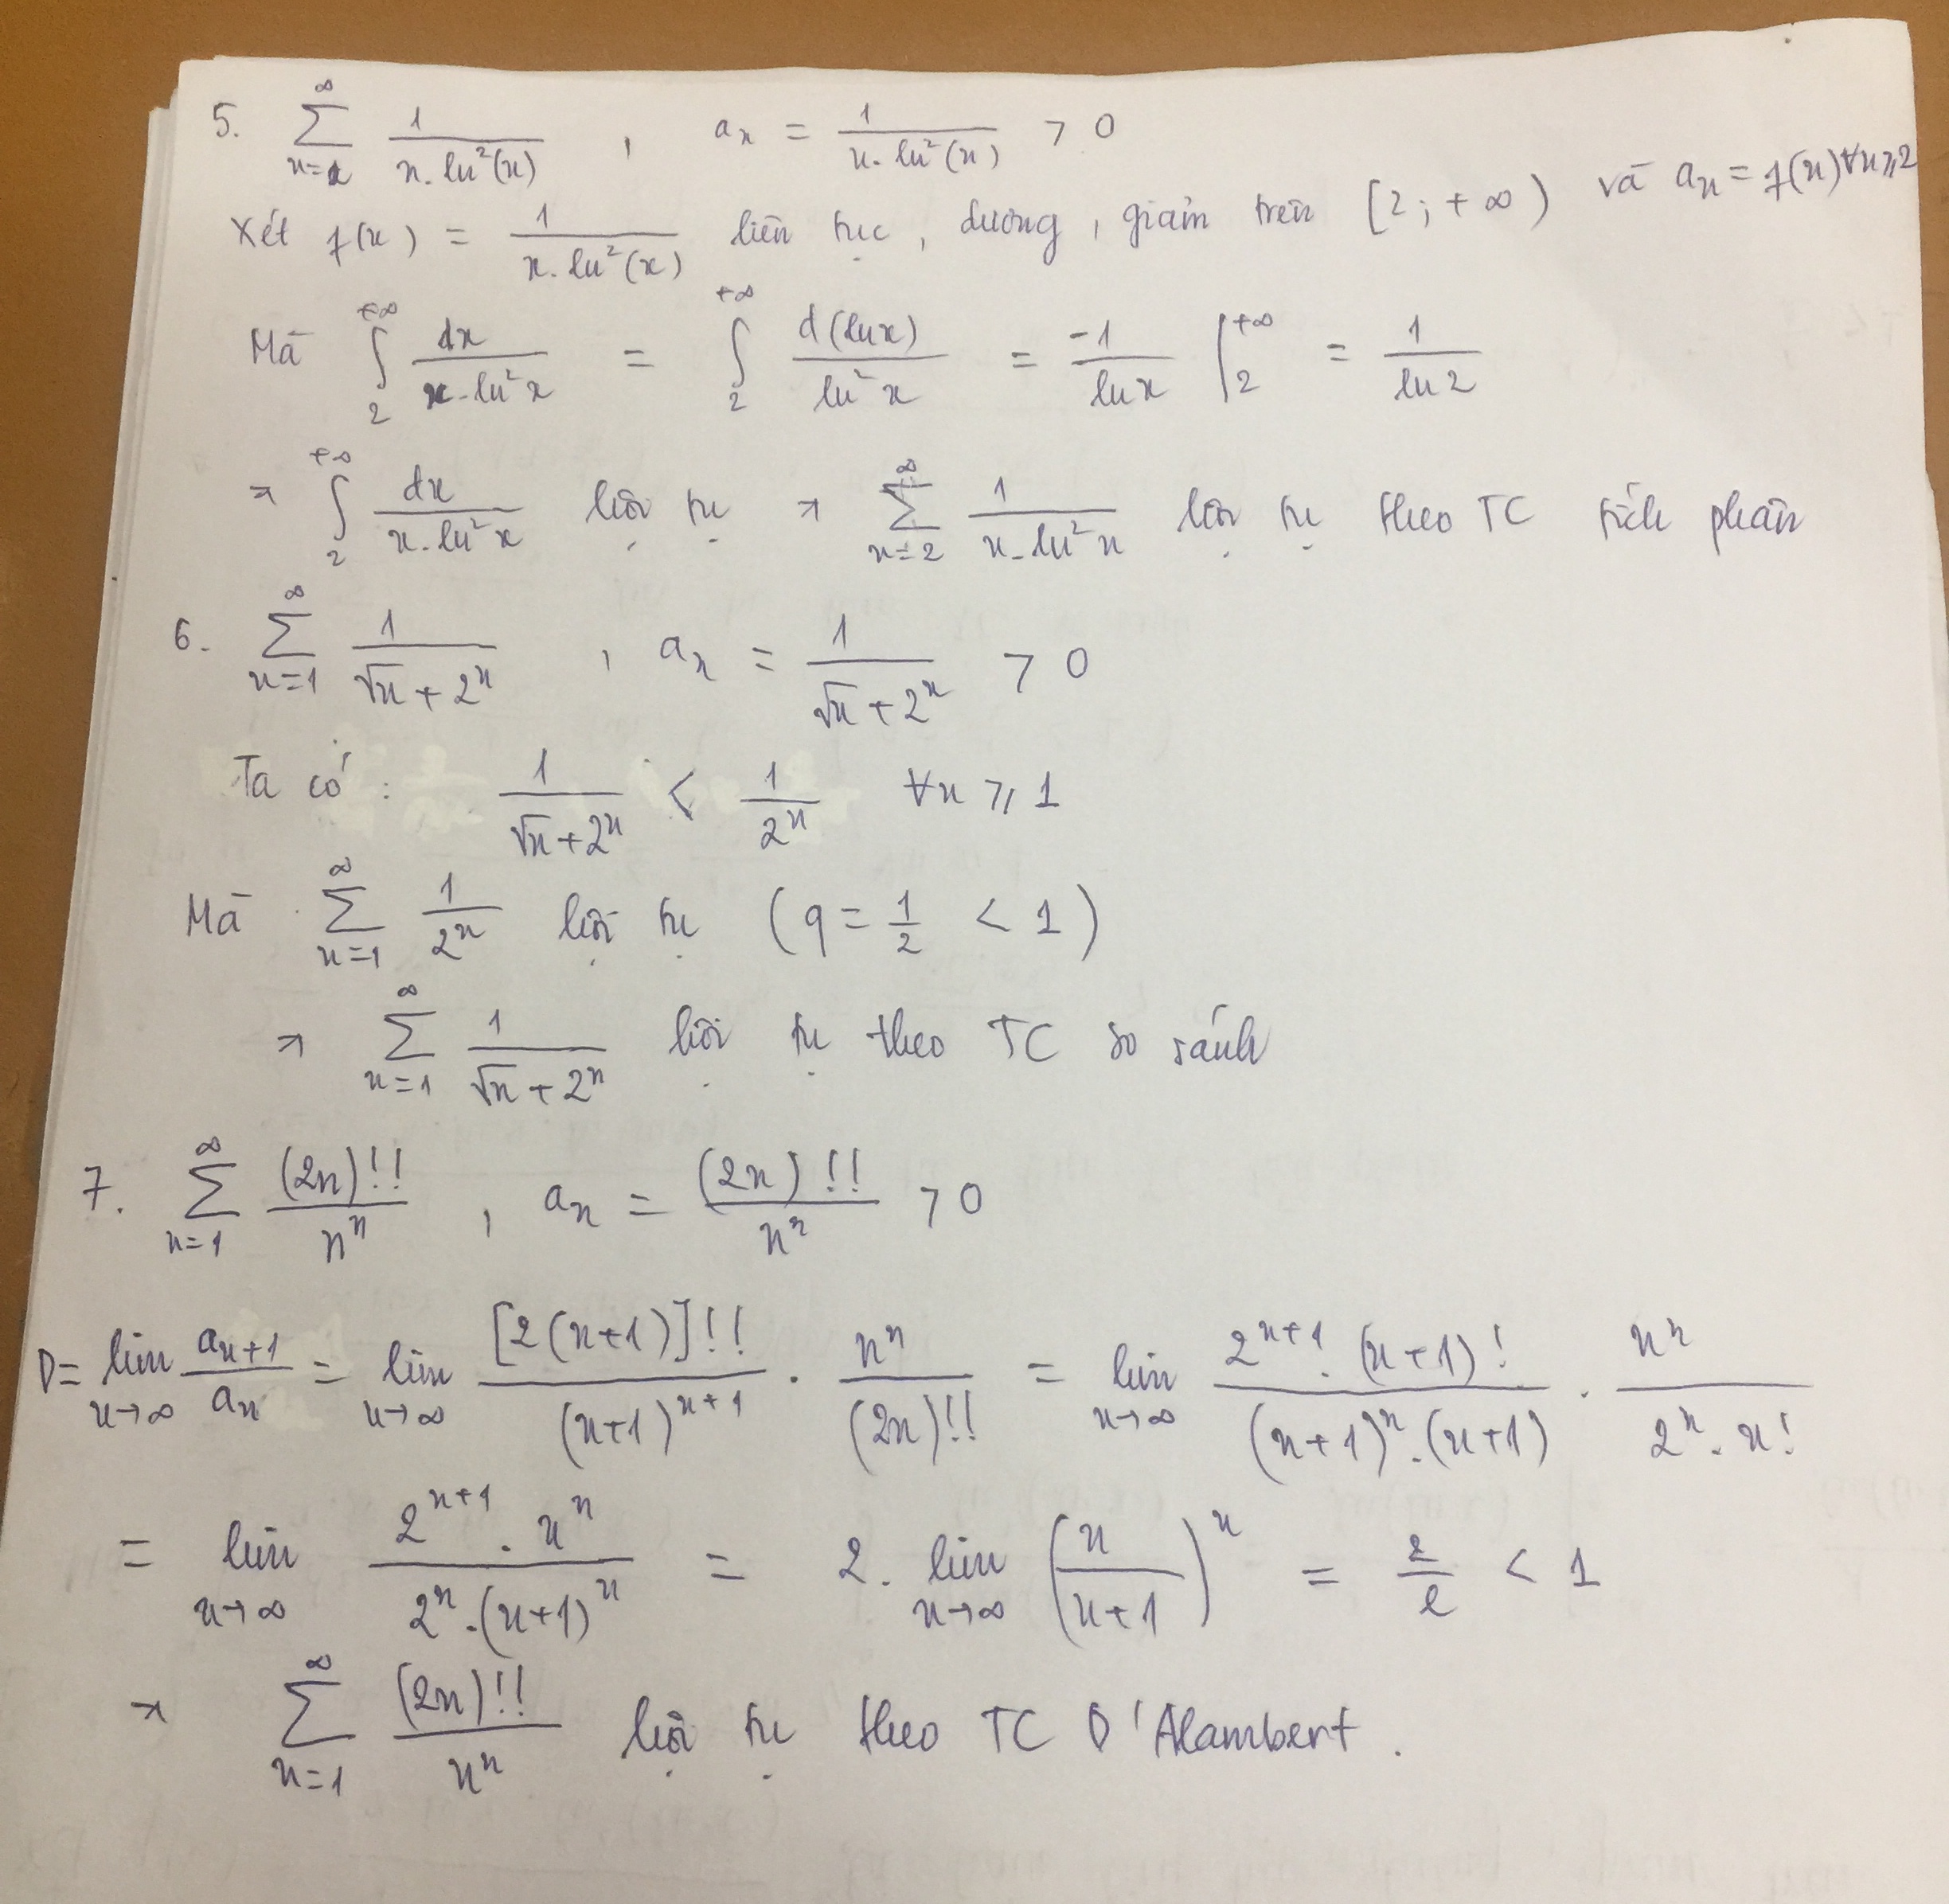 5. $\sum_{n=2}^{\infty} \frac{1}{n.\ln^2(n)}$ , $a_n = \frac{1}{n.\ln^2(n)} > 0$
Xét $f(x) = \frac{1}{x.\ln^2(x)}$ liên tục, dương, giảm trên $[2; +\infty)$ và $a_n = f(n) \forall n \geqslant 2$
Mà $\int_2^{+\infty} \frac{dx}{x.\ln^2 x} = \int_2^{+\infty} \frac{d(\ln x)}{\ln^2 x} = \frac{-1}{\ln x} \Big|_2^{+\infty} = \frac{1}{\ln 2}$
→ $\int_2^{+\infty} \frac{dx}{x.\ln^2 x}$ hội tụ → $\sum_{n=2}^{\infty} \frac{1}{n.\ln^2 n}$ hội tụ theo TC tích phân
6. $\sum_{n=1}^{\infty} \frac{1}{\sqrt{n} + 2^n}$ , $a_n = \frac{1}{\sqrt{n} + 2^n} > 0$
Ta có: $\frac{1}{\sqrt{n} + 2^n} < \frac{1}{2^n}$ $\forall n \geqslant 1$
Mà $\sum_{n=1}^{\infty} \frac{1}{2^n}$ hội tụ $(q = \frac{1}{2} < 1)$
→ $\sum_{n=1}^{\infty} \frac{1}{\sqrt{n} + 2^n}$ hội tụ theo TC so sánh
7. $\sum_{n=1}^{\infty} \frac{(2n)!!}{n^n}$ , $a_n = \frac{(2n)!!}{n^n} > 0$
$D = \lim_{n \to \infty} \frac{a_{n+1}}{a_n} = \lim_{n \to \infty} \frac{[2(n+1)]!!}{(n+1)^{n+1}} \cdot \frac{n^n}{(2n)!!} = \lim_{n \to \infty} \frac{2^{n+1}.(n+1)!}{(n+1)^n.(n+1)} \cdot \frac{n^n}{2^n.n!}$
$= \lim_{n \to \infty} \frac{2^{n+1}.n^n}{2^n.(n+1)^n} = 2.\lim_{n \to \infty} \left(\frac{n}{n+1}\right)^n = \frac{2}{e} < 1$
→ $\sum_{n=1}^{\infty} \frac{(2n)!!}{n^n}$ hội tụ theo TC D'Alambert.